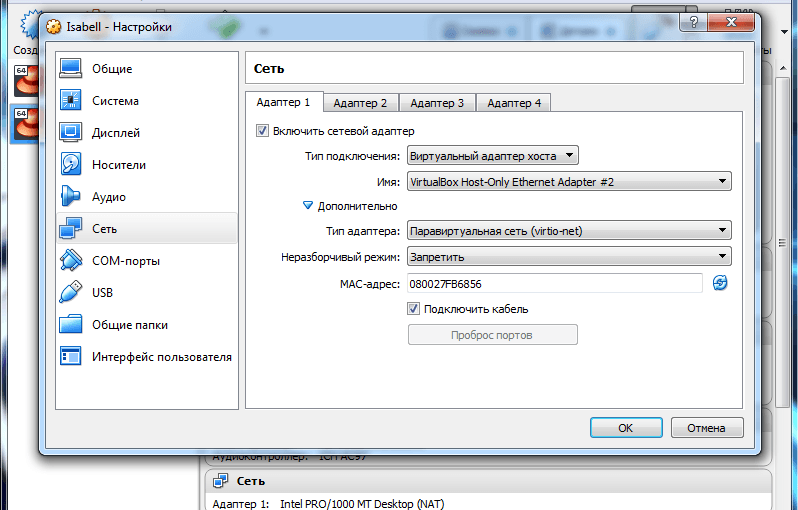 Isabell - Настройки
?
Созд
ты
64
64
Общие
Система
Дисплей
Носители
Аудио
Сеть
COM-порты
USB
Общие папки
Интерфейс пользователя
Сеть
Адаптер 1 Адаптер 2 Адаптер 3 Адаптер 4
Включить сетевой адаптер
Тип подключения: Виртуальный адаптер хоста
Имя: VirtualBox Host-Only Ethernet Adapter #2
Дополнительно
Тип адаптера: Паравиртуальная сеть (virtio-net)
Неразборчивый режим: Запретить
MAC-адрес: 080027FB6856
Подключить кабель
Проброс портов
OK Отмена
Аудиоконтроллер: ICH AC97
Сеть
Адаптер 1: Intel PRO/1000 MT Desktop (NAT)